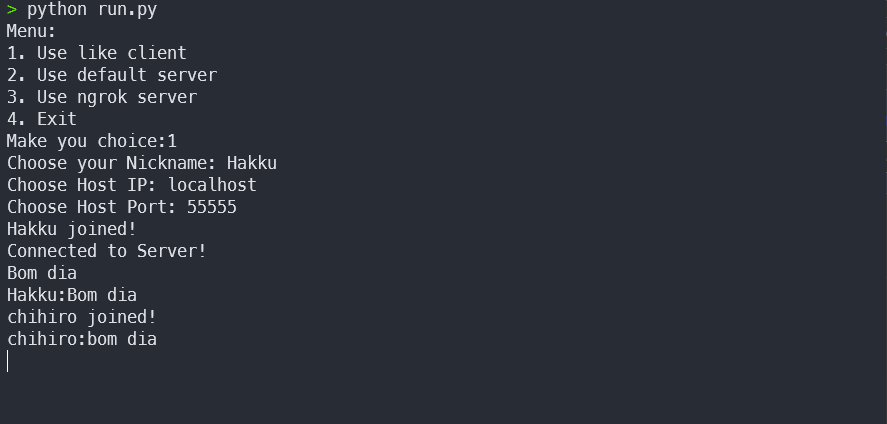 > python run.py
Menu:
1. Use like client
2. Use default server
3. Use ngrok server
4. Exit
Make you choice:1
Choose your Nickname: Hakku
Choose Host IP: localhost
Choose Host Port: 55555
Hakku joined!
Connected to Server!
Bom dia
Hakku:Bom dia
chihiro joined!
chihiro:bom dia